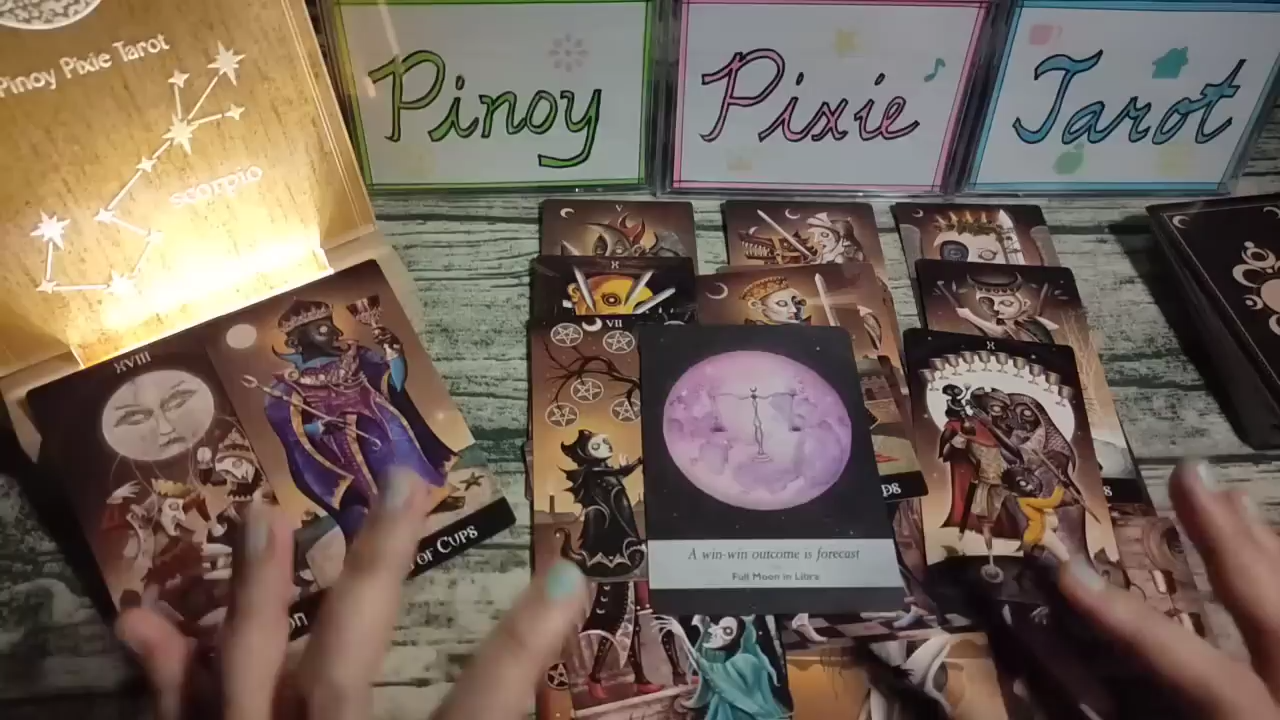 Pinoy Pixie Tarot
scorpio
Pinoy Pixie Tarot
V
X
VII
X
XVIII
OF CUPS
A win-win outcome is forecast
Full Moon in Libra